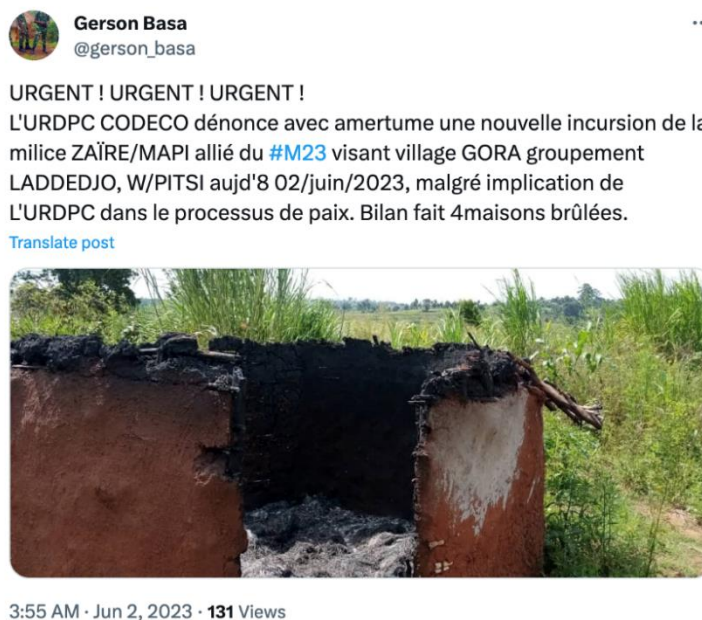 Gerson Basa
@gerson_basa
URGENT ! URGENT ! URGENT !
L'URDPC CODECO dénonce avec amertume une nouvelle incursion de la
milice ZAÏRE/MAPI allié du #M23 visant village GORA groupement
LADDEDJO, W/PITSI aujd'8 02/juin/2023, malgré implication de
L'URDPC dans le processus de paix. Bilan fait 4maisons brûlées.
Translate post
3:55 AM · Jun 2, 2023 · 131 Views